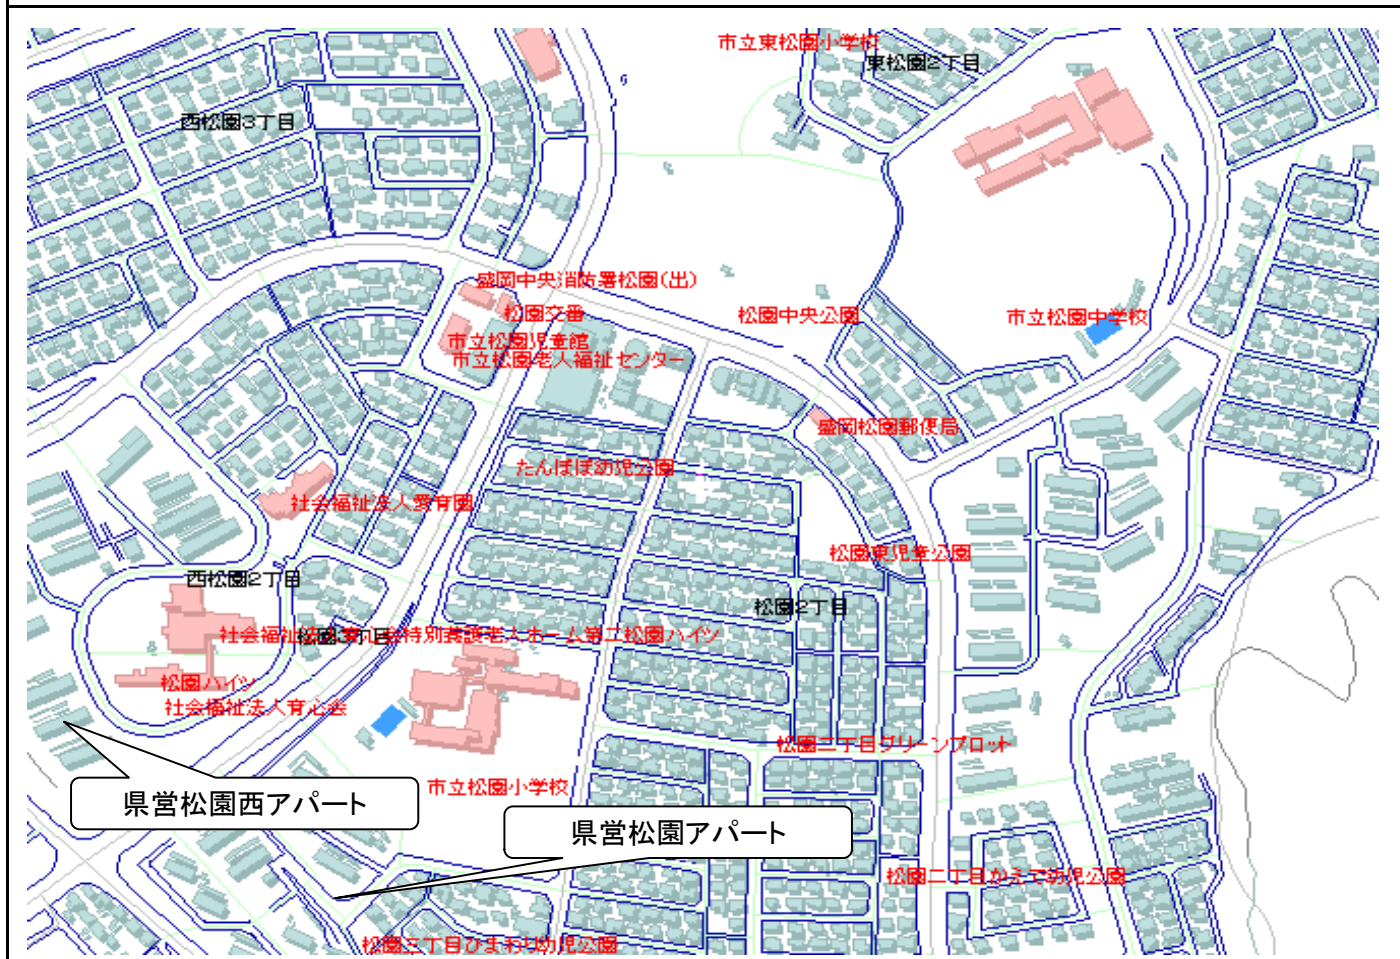 市立東松園小学校
東松園2丁目
西松園3丁目
盛岡中央消防署松園(出)
松園交番
松園中央公園
市立松園中学校
市立松園児童館
市立松園老人福祉センター
盛岡松園郵便局
たんぽぽ幼児公園
社会福祉法人愛育園
松園東児童公園
西松園2丁目
松園2丁目
松園3丁目
特別養護老人ホーム第二松園ハイツ
松園ハイツ
社会福祉法人育心会
松園二丁目グリーンプロット
市立松園小学校
県営松園西アパート
県営松園アパート
松園二丁目かえで幼児公園
松園三丁目ひまわり幼児公園